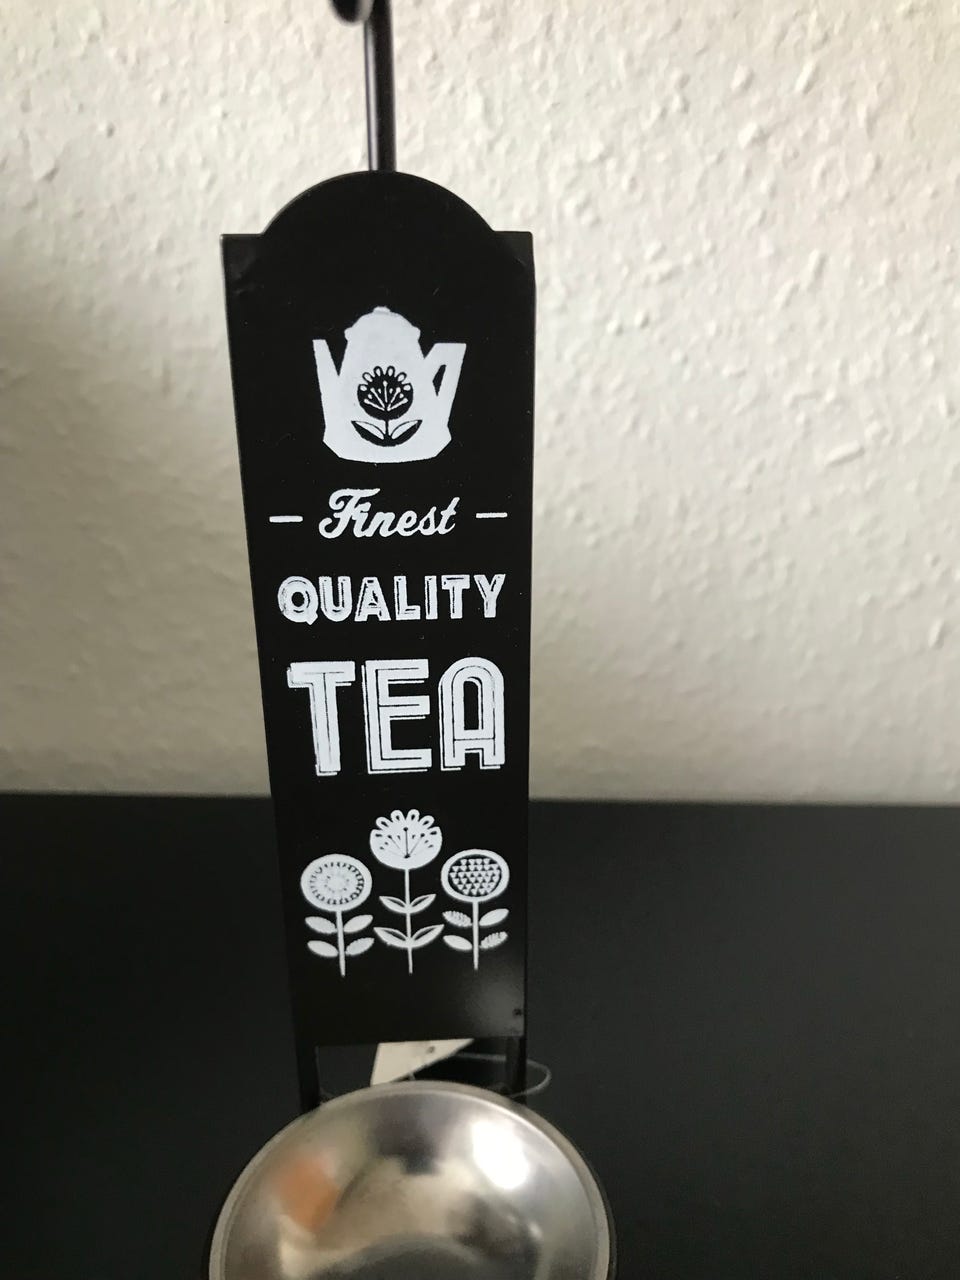 – Finest –
QUALITY
TEA